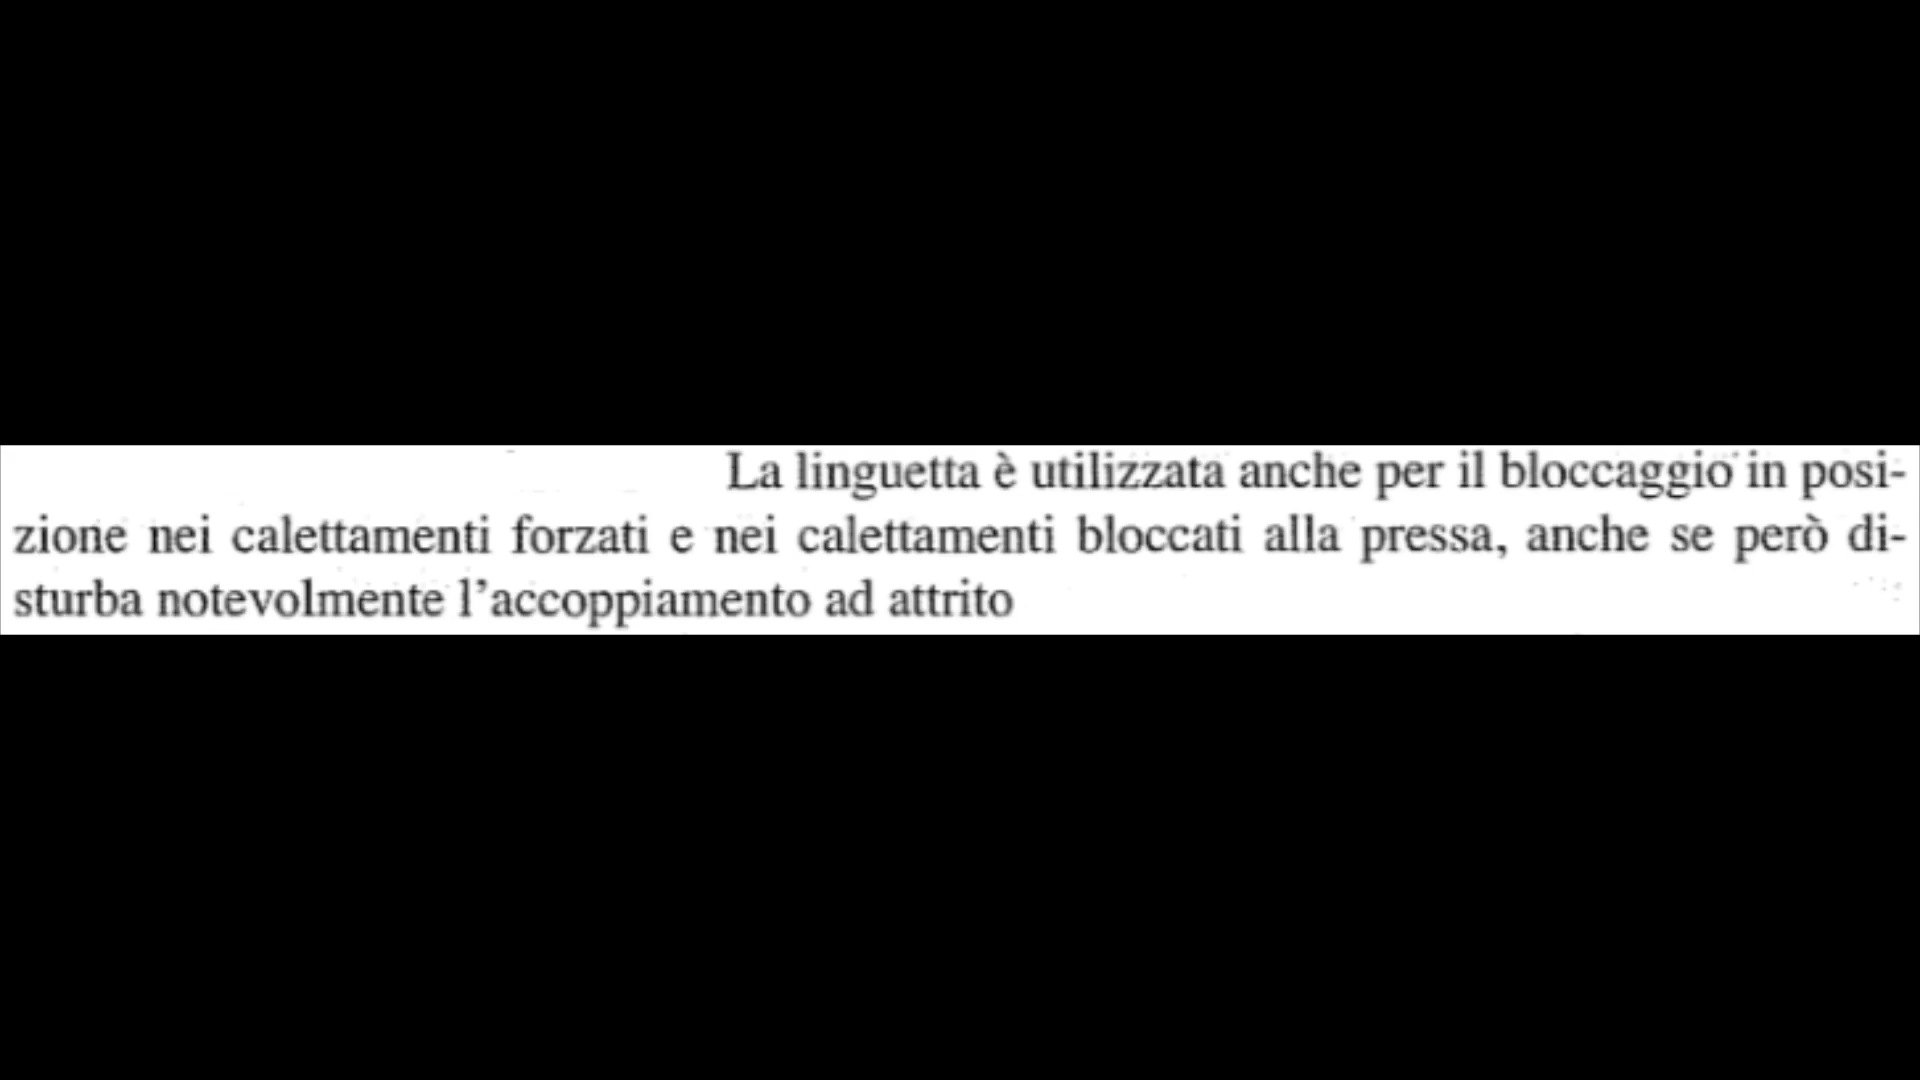 La linguetta è utilizzata anche per il bloccaggio in posi-
zione nei calettamenti forzati e nei calettamenti bloccati alla pressa, anche se però di-
sturba notevolmente l’accoppiamento ad attrito